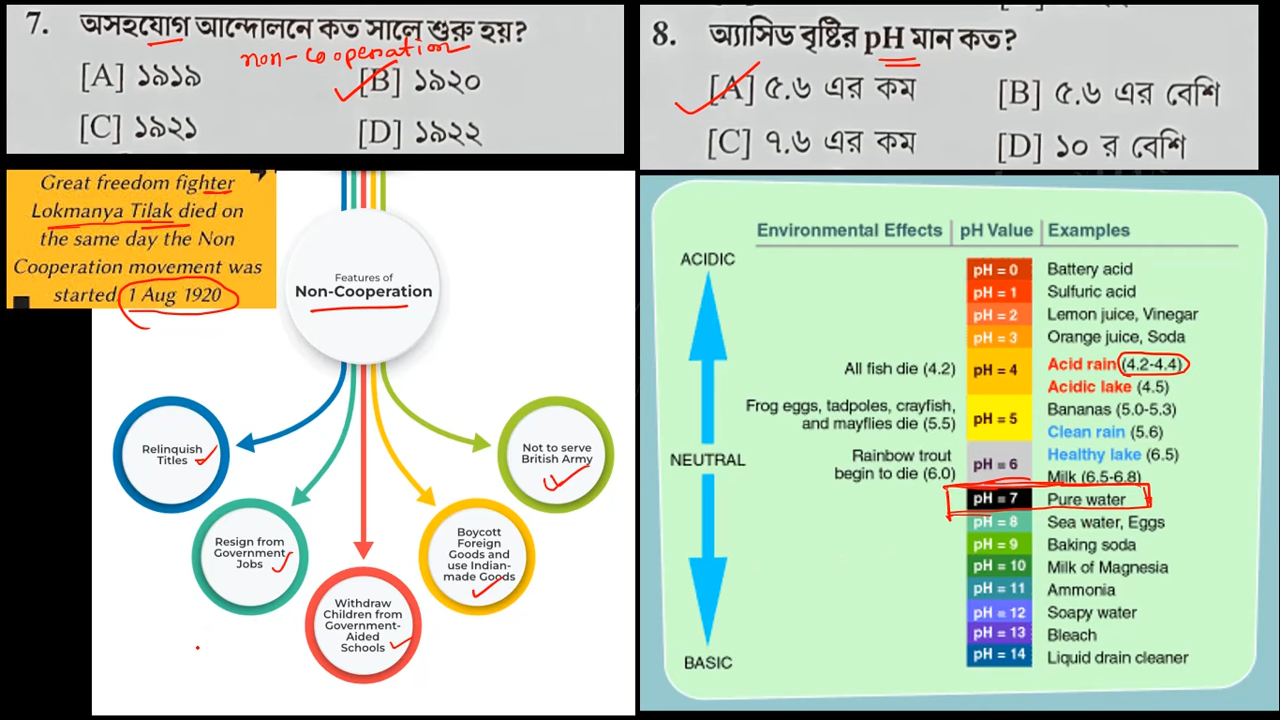 7. অসহযোগ আন্দোলনে কত সালে শুরু হয়?
non-cooperation
[A] ১৯১৯
[B] ১৯২০
[C] ১৯২১
[D] ১৯২২
8. অ্যাসিড বৃষ্টির pH মান কত?
[A] ৫.৬ এর কম
[B] ৫.৬ এর বেশি
[C] ৭.৬ এর কম
[D] ১০ র বেশি
Great freedom fighter
Lokmanya Tilak died on
the same day the Non
Cooperation movement was
started 1 Aug 1920
Features of
Non-Cooperation
Relinquish
Titles
Resign from
Government
Jobs
Withdraw
Children from
Government-
Aided
Schools
Boycott
Foreign
Goods and
use Indian-
made Goods
Not to serve
British Army
Environmental Effects pH Value Examples
ACIDIC
NEUTRAL
BASIC
pH = 0 Battery acid
pH = 1 Sulfuric acid
pH = 2 Lemon juice, Vinegar
pH = 3 Orange juice, Soda
All fish die (4.2) pH = 4 Acid rain (4.2-4.4)
Acidic lake (4.5)
Frog eggs, tadpoles, crayfish,
and mayflies die (5.5)
pH = 5 Bananas (5.0-5.3)
Clean rain (5.6)
Rainbow trout
begin to die (6.0)
pH = 6 Healthy lake (6.5)
Milk (6.5-6.8)
pH = 7 Pure water
pH = 8 Sea water, Eggs
pH = 9 Baking soda
pH = 10 Milk of Magnesia
pH = 11 Ammonia
pH = 12 Soapy water
pH = 13 Bleach
pH = 14 Liquid drain cleaner